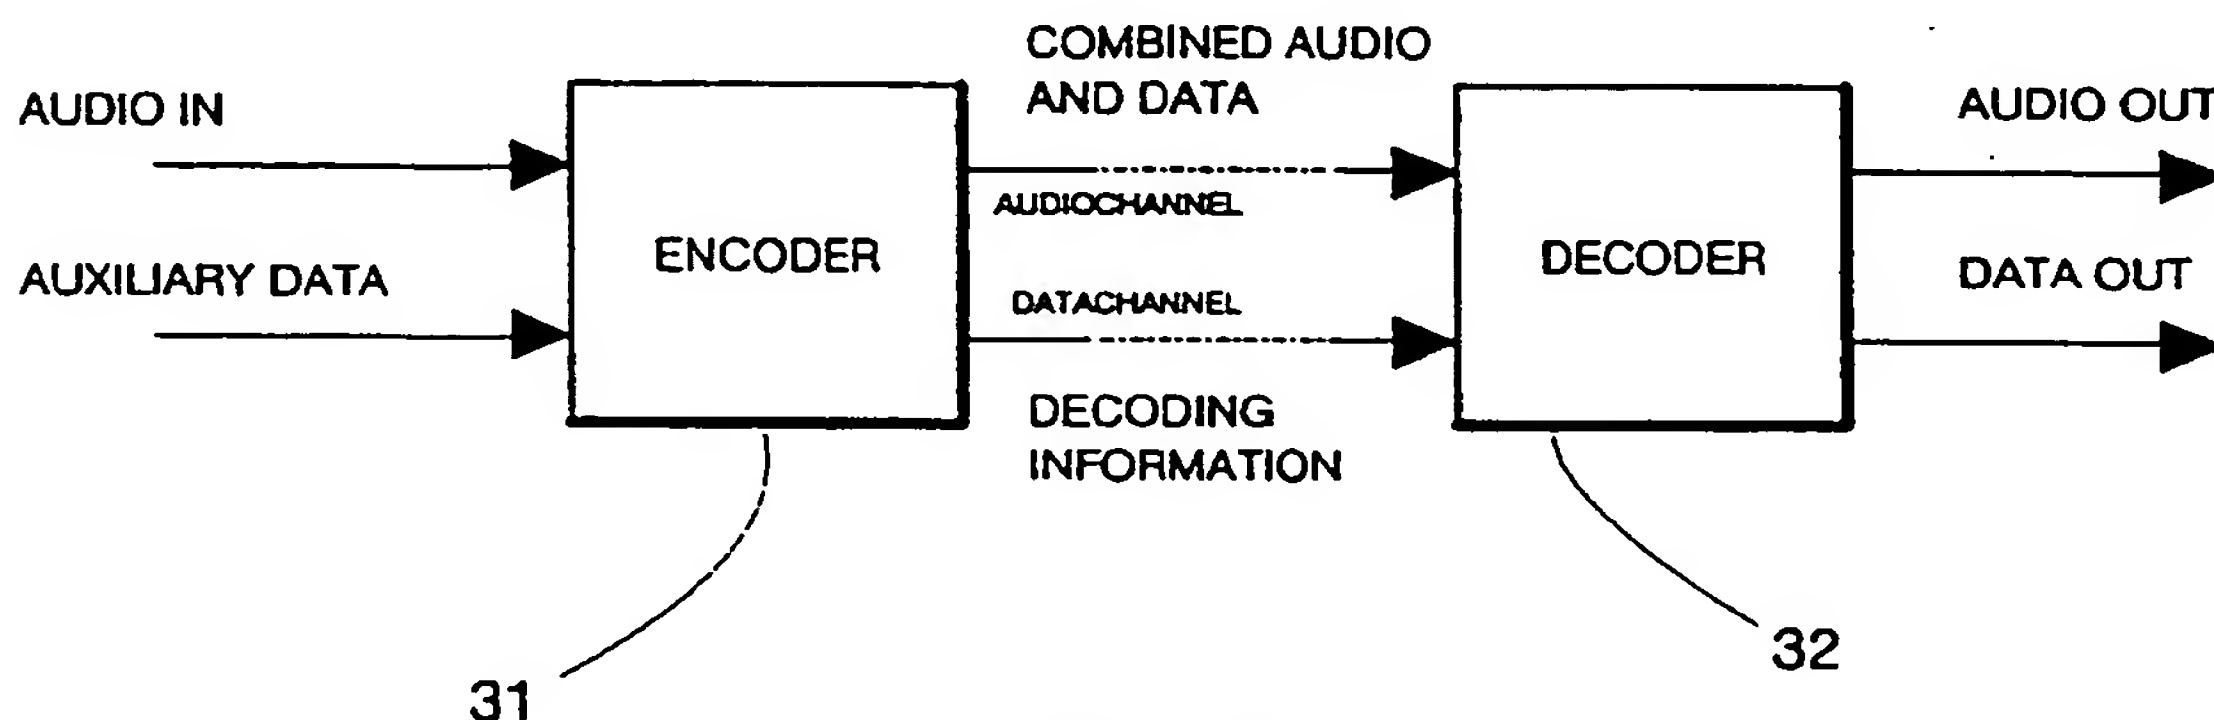 AUDIO IN
AUXILIARY DATA
ENCODER
COMBINED AUDIO
AND DATA
AUDIOCHANNEL
DATACHANNEL
DECODING
INFORMATION
DECODER
AUDIO OUT
DATA OUT
31
32